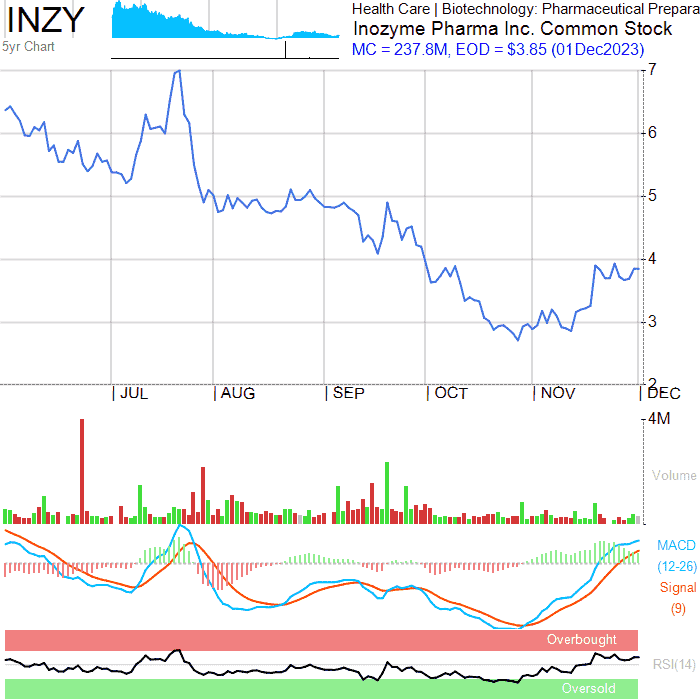 INZY
5yr Chart
Health Care | Biotechnology: Pharmaceutical Prepara
Inozyme Pharma Inc. Common Stock
MC = 237.8M, EOD = $3.85 (01Dec2023)
7
6
5
4
3
2
JUL AUG SEP OCT NOV DEC
4M
Volume
MACD
(12-26)
Signal
(9)
Overbought
RSI(14)
Oversold